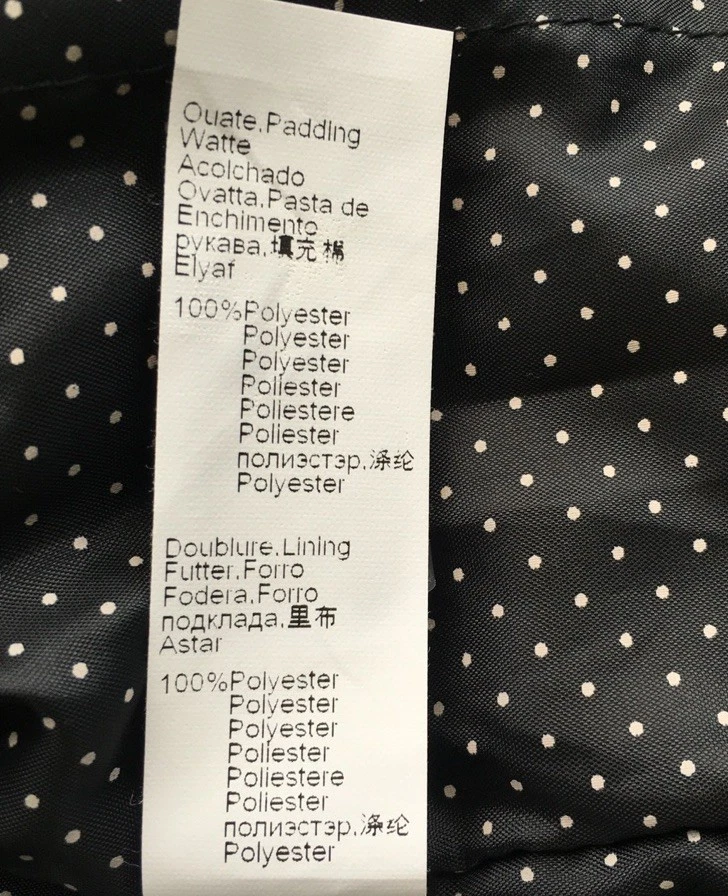 Ouate.Padding
Watte
Acolchado
Ovatta.Pasta de
Enchimento
рукава,填充 棉
Elyaf
100%Polyester
Polyester
Polyester
Poliester
Poliestere
Poliester
полиэстэр.涤纶
Polyester
Doublure.Lining
Futter.Forro
Fodera.Forro
подклада.里布
Astar
100%Polyester
Polyester
Polyester
Poliester
Poliestere
Poliester
полиэстэр.涤纶
Polyester